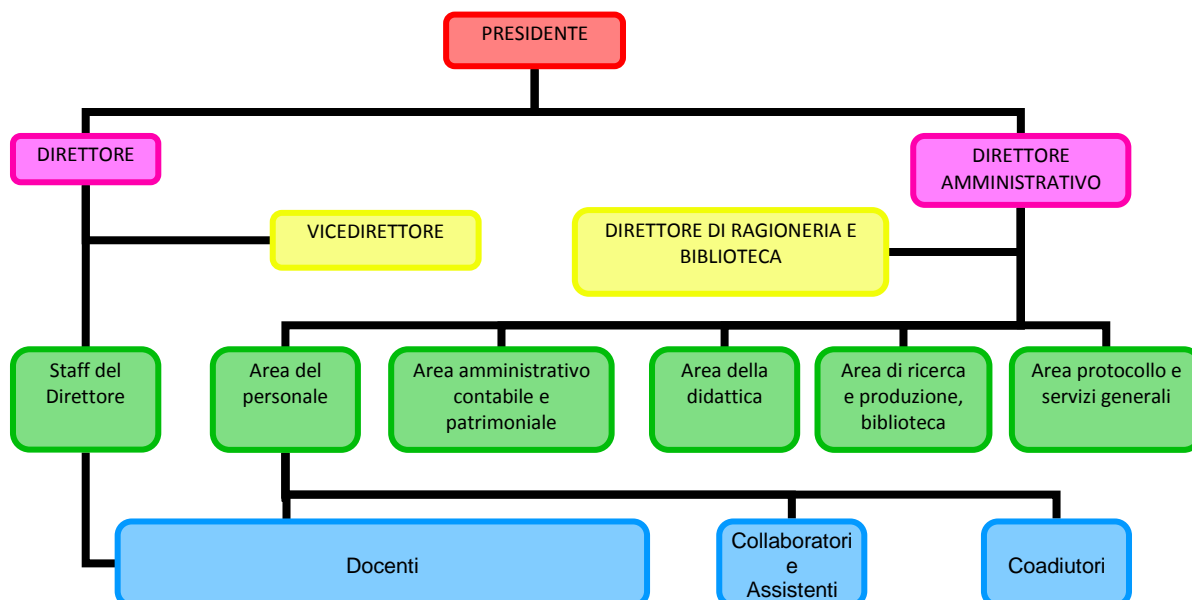 PRESIDENTE
DIRETTORE
DIRETTORE
AMMINISTRATIVO
VICEDIRETTORE
DIRETTORE DI RAGIONERIA E
BIBLIOTECA
Staff del
Direttore
Area del
personale
Area amministrativo
contabile e
patrimoniale
Area della
didattica
Area di ricerca
e produzione,
biblioteca
Area protocollo e
servizi generali
Docenti
Collaboratori
e
Assistenti
Coadiutori